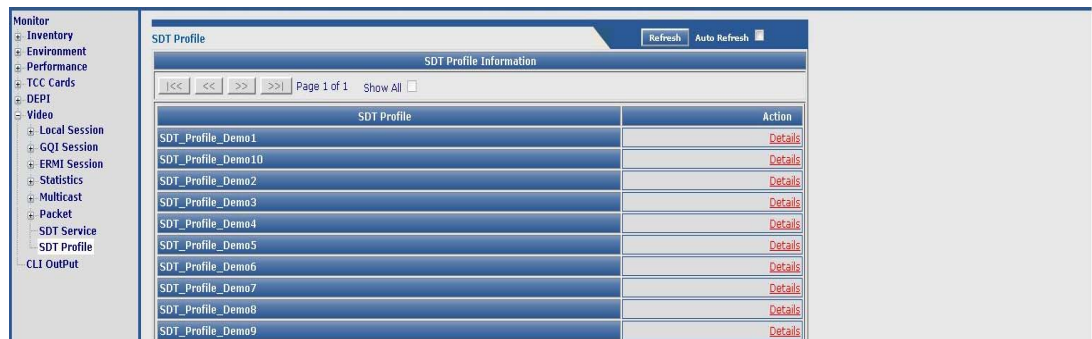 Monitor
Inventory
Environment
Performance
TCC Cards
DEPI
Video
Local Session
GQI Session
ERMI Session
Statistics
Multicast
Packet
SDT Service
SDT Profile
CLI OutPut
SDT Profile
Refresh Auto Refresh
SDT Profile Information
|<< << >> >>| Page 1 of 1 Show All
SDT Profile Action
SDT_Profile_Demo1 Details
SDT_Profile_Demo10 Details
SDT_Profile_Demo2 Details
SDT_Profile_Demo3 Details
SDT_Profile_Demo4 Details
SDT_Profile_Demo5 Details
SDT_Profile_Demo6 Details
SDT_Profile_Demo7 Details
SDT_Profile_Demo8 Details
SDT_Profile_Demo9 Details